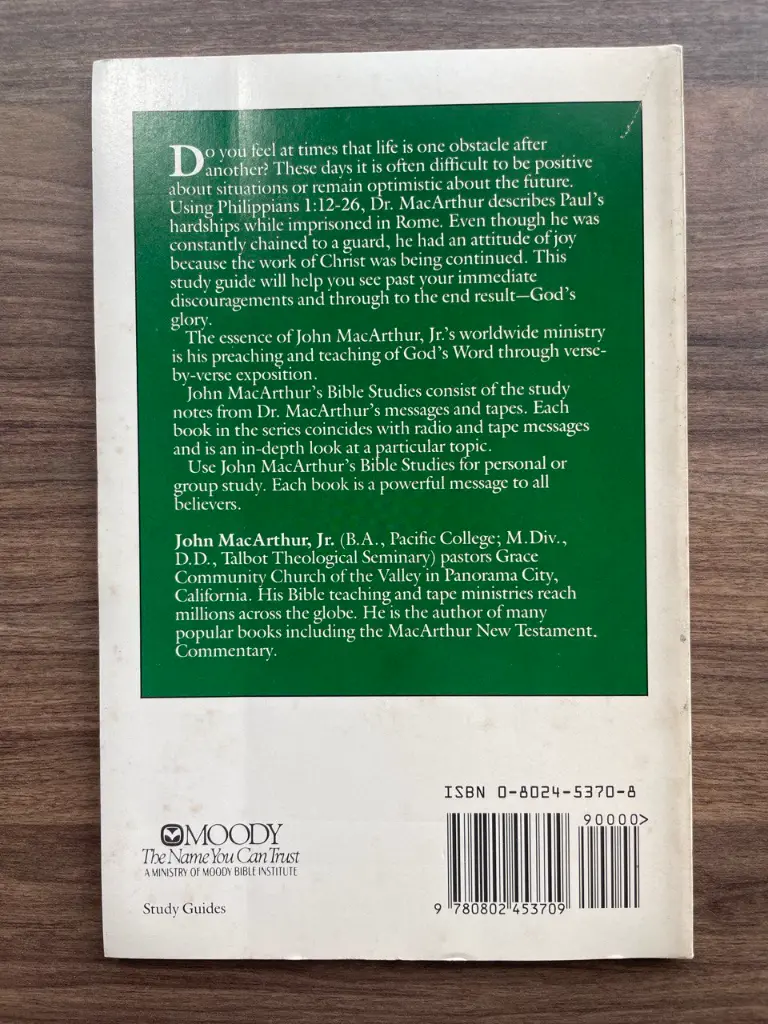 Do you feel at times that life is one obstacle after
another? These days it is often difficult to be positive
about situations or remain optimistic about the future.
Using Philippians 1:12-26, Dr. MacArthur describes Paul's
hardships while imprisoned in Rome. Even though he was
constantly chained to a guard, he had an attitude of joy
because the work of Christ was being continued. This
study guide will help you see past your immediate
discouragements and through to the end result—God's
glory.
The essence of John MacArthur, Jr.'s worldwide ministry
is his preaching and teaching of God's Word through verse-
by-verse exposition.
John MacArthur's Bible Studies consist of the study
notes from Dr. MacArthur's messages and tapes. Each
book in the series coincides with radio and tape messages
and is an in-depth look at a particular topic.
Use John MacArthur's Bible Studies for personal or
group study. Each book is a powerful message to all
believers.
John MacArthur, Jr. (B.A., Pacific College; M.Div.,
D.D., Talbot Theological Seminary) pastors Grace
Community Church of the Valley in Panorama City,
California. His Bible teaching and tape ministries reach
millions across the globe. He is the author of many
popular books including the MacArthur New Testament.
Commentary.
ISBN 0-8024-5370-8
90000>
9 780802 453709
MOODY
The Name You Can Trust
A MINISTRY OF MOODY BIBLE INSTITUTE
Study Guides